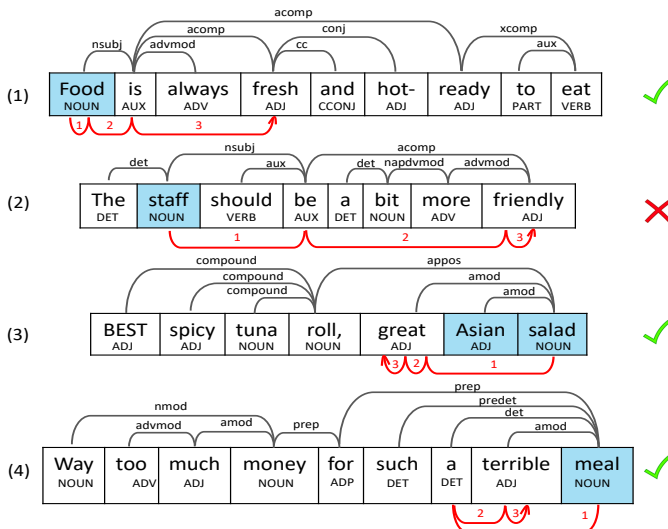 acomp
acomp conj xcomp
nsubj advmod cc aux
(1) Food is always fresh and hot- ready to eat
NOUN AUX ADV ADJ CCONJ ADJ ADJ PART VERB
1 2 3
nsubj acomp
det aux det napdvmod advmod
(2) The staff should be a bit more friendly
DET NOUN VERB AUX DET NOUN ADV ADJ
1 2 3
compound appos
compound amod
compound amod
(3) BEST spicy tuna roll, great Asian salad
ADJ ADJ NOUN NOUN ADJ ADJ NOUN
3 2 1
prep
predet
nmod det
advmod amod prep amod
(4) Way too much money for such a terrible meal
NOUN ADV ADJ NOUN ADP DET DET ADJ NOUN
2 3 1